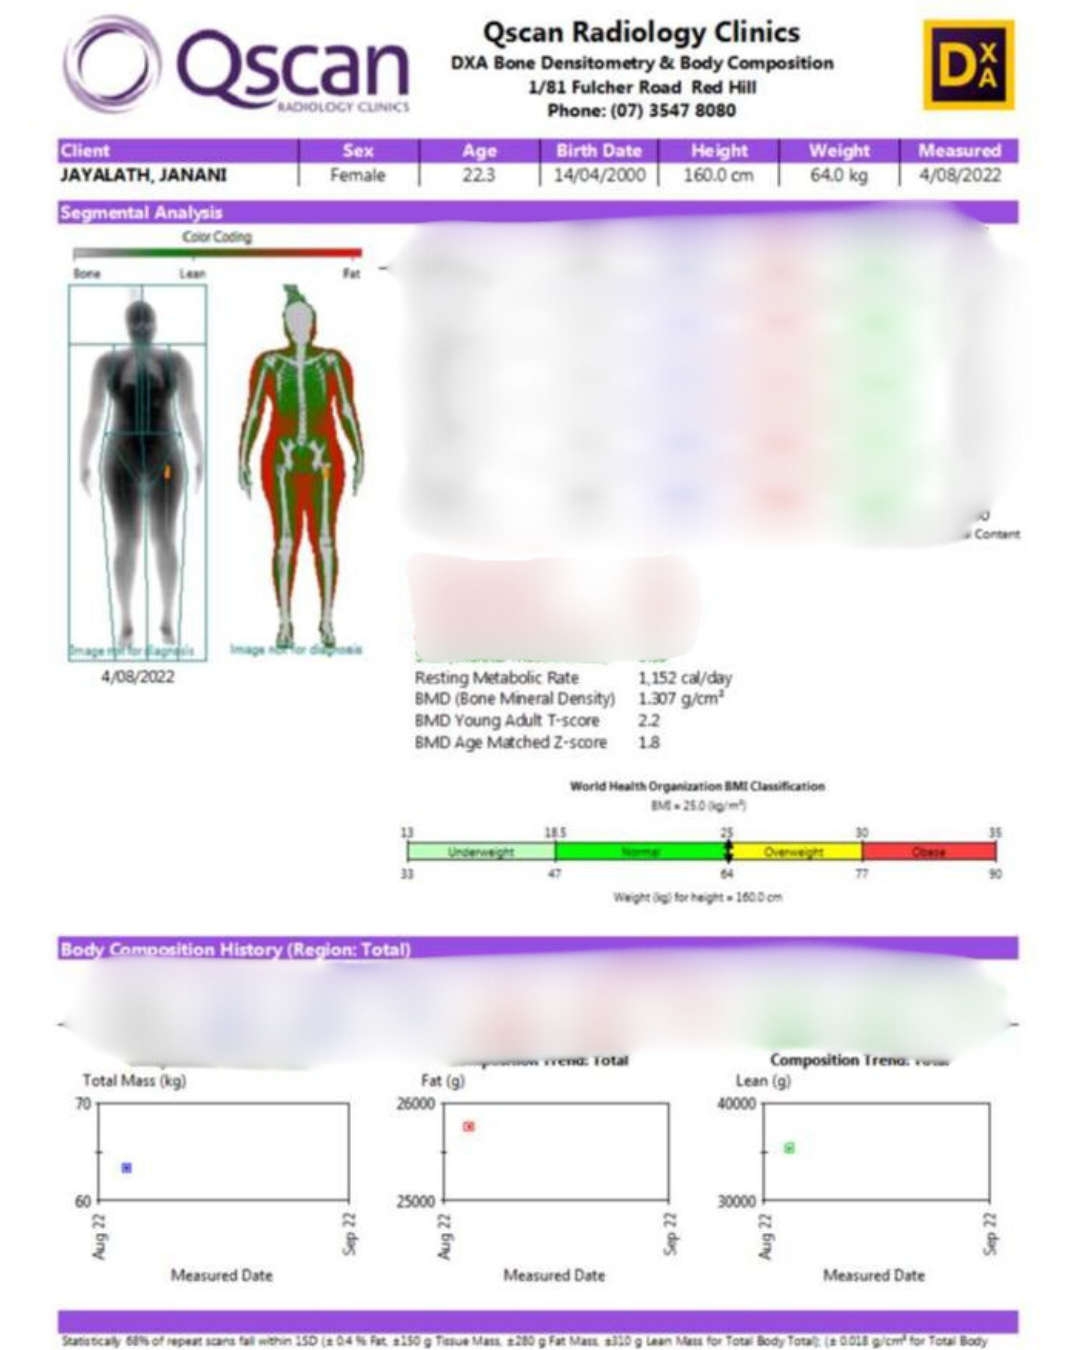 Qscan
RADIOLOGY CLINICS
Qscan Radiology Clinics
DXA Bone Densitometry & Body Composition
1/81 Fulcher Road Red Hill
Phone: (07) 3547 8080
DXA
Client Sex Age Birth Date Height Weight Measured
JAYALATH, JANANI Female 22.3 14/04/2000 160.0 cm 64.0 kg 4/08/2022
Segmental Analysis
Color Coding
Bone Lean Fat
Content
Image not for diagnosis Image not for diagnosis
4/08/2022
Resting Metabolic Rate 1,152 cal/day
BMD (Bone Mineral Density) 1.307 g/cm²
BMD Young Adult T-score 2.2
BMD Age Matched Z-score 1.8
World Health Organization BMI Classification
BMI = 25.0 (kg/m²)
13 18.5 25 30 35
Underweight Normal Overweight Obese
33 47 64 77 90
Weight (kg) for height = 160.0 cm
Body Composition History (Region: Total)
Trend: Total Composition Trend:
Total Mass (kg) Fat (g) Lean (g)
70 26000 40000
60 25000 30000
Aug 22 Sep 22 Aug 22 Sep 22 Aug 22 Sep 22
Measured Date Measured Date Measured Date
Statistically 68% of repeat scans fall within 1SD (± 0.4 % Fat, ±150 g Tissue Mass, ±280 g Fat Mass, ±310 g Lean Mass for Total Body Total); (± 0.018 g/cm² for Total Body